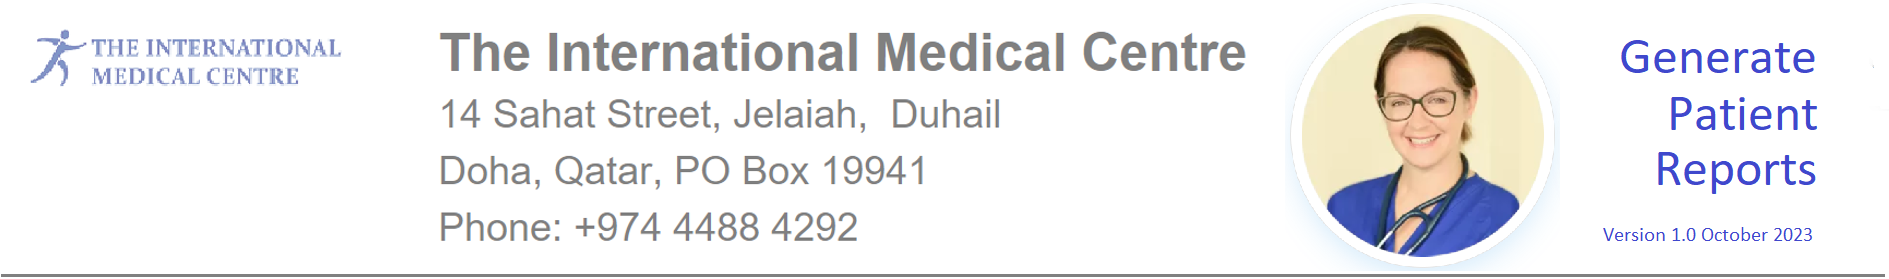 THE INTERNATIONAL
MEDICAL CENTRE
The International Medical Centre
14 Sahat Street, Jelaiah,  Duhail
Doha, Qatar, PO Box 19941
Phone: +974 4488 4292
Generate
Patient
Reports
Version 1.0 October 2023